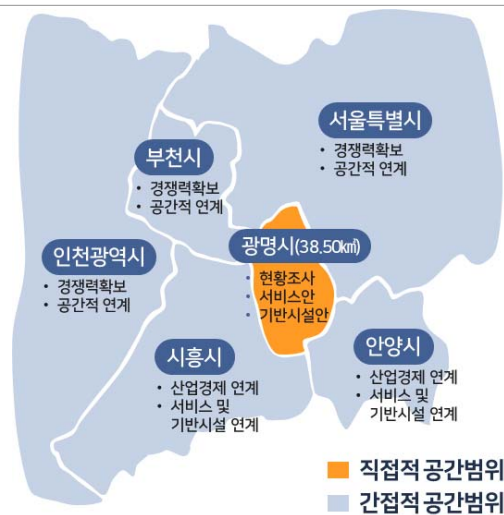 서울특별시
• 경쟁력확보
• 공간적 연계
부천시
• 경쟁력확보
• 공간적 연계
광명시(38.50㎢)
• 현황조사
• 서비스안
• 기반시설안
인천광역시
• 경쟁력확보
• 공간적 연계
시흥시
• 산업경제 연계
• 서비스 및
기반시설 연계
안양시
• 산업경제 연계
• 서비스 및
기반시설 연계
직접적 공간범위
간접적 공간범위